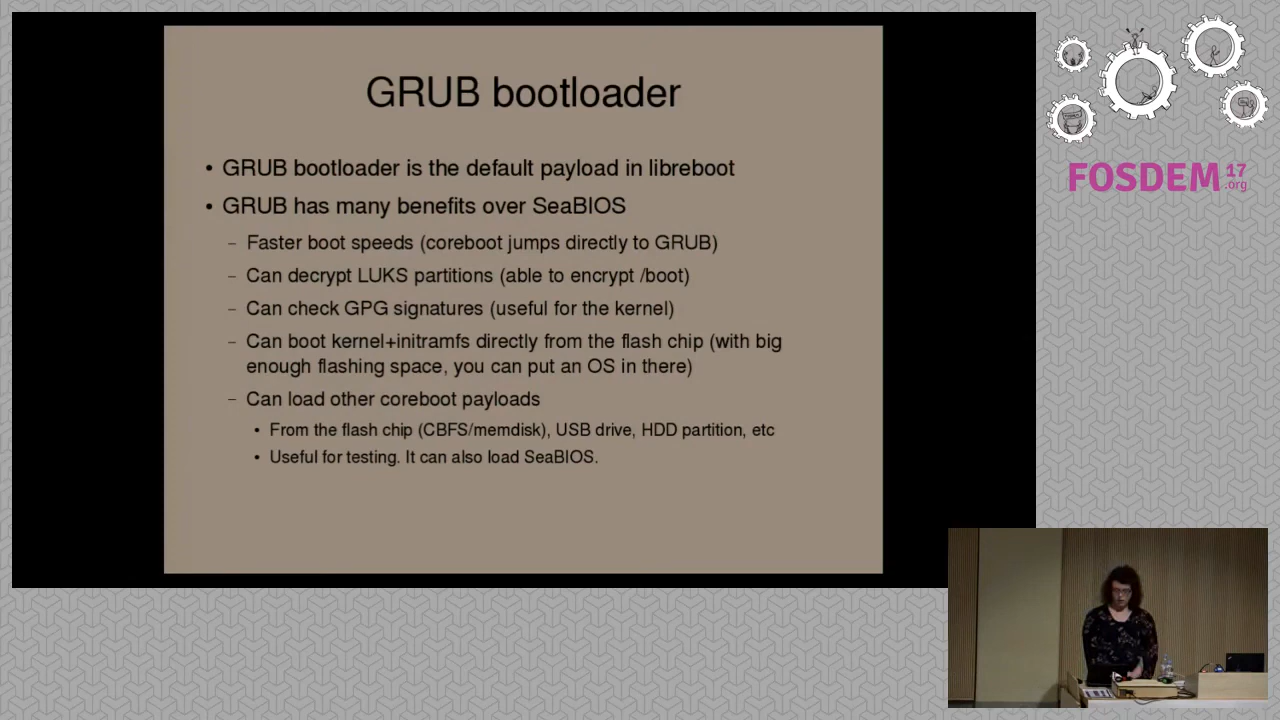 GRUB bootloader
• GRUB bootloader is the default payload in libreboot
• GRUB has many benefits over SeaBIOS
– Faster boot speeds (coreboot jumps directly to GRUB)
– Can decrypt LUKS partitions (able to encrypt /boot)
– Can check GPG signatures (useful for the kernel)
– Can boot kernel+initramfs directly from the flash chip (with big
enough flashing space, you can put an OS in there)
– Can load other coreboot payloads
• From the flash chip (CBFS/memdisk), USB drive, HDD partition, etc
• Useful for testing. It can also load SeaBIOS.
FOSDEM 17
.org